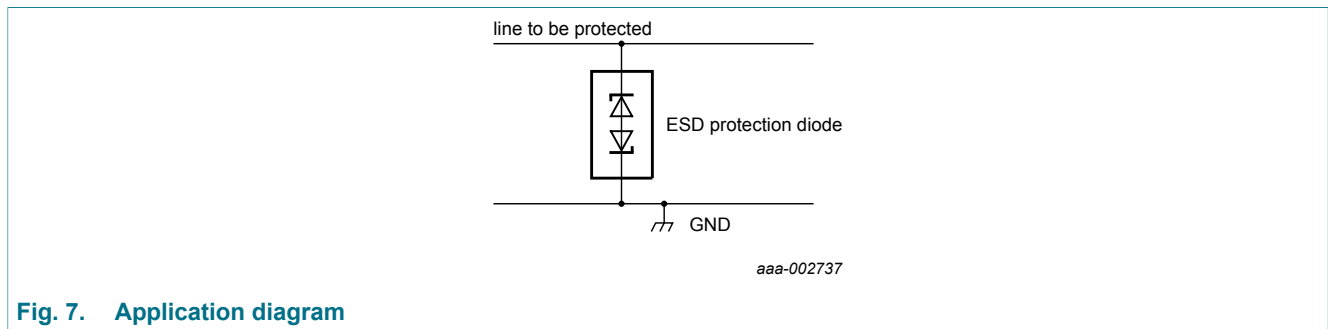 line to be protected
ESD protection diode
GND
aaa-002737
Fig. 7. Application diagram